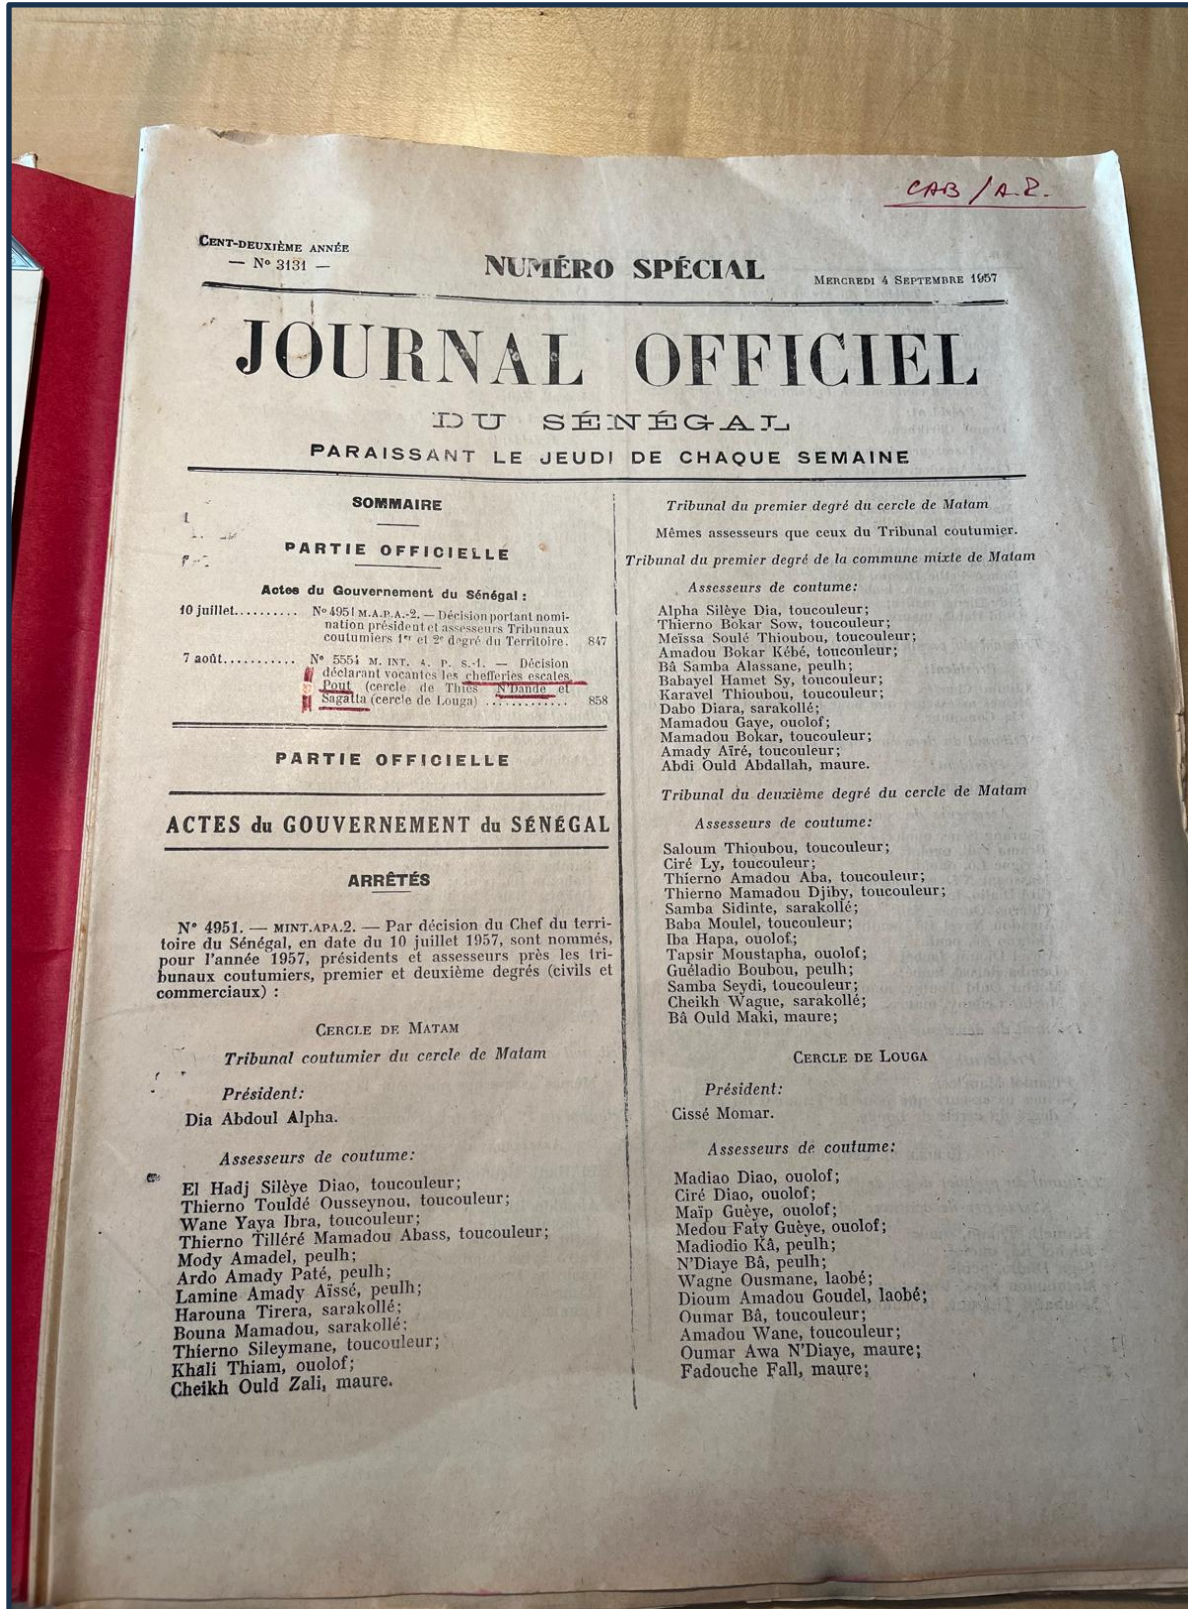 CAB / A.2.
CENT-DEUXIÈME ANNÉE
— N° 3131 —
NUMÉRO SPÉCIAL
MERCREDI 4 SEPTEMBRE 1957
JOURNAL OFFICIEL
DU SÉNÉGAL
PARAISSANT LE JEUDI DE CHAQUE SEMAINE
SOMMAIRE
PARTIE OFFICIELLE
Actes du Gouvernement du Sénégal :
10 juillet.......... N° 4951 M.A.P.A.-2. — Décision portant nomi-
nation président et assesseurs Tribunaux
coutumiers 1er et 2e degré du Territoire. 847
7 août........... N° 5554 M. INT. A. P. S.-1. — Décision
déclarant vocantes les chefferies escales,
Pout (cercle de Thiès N'Dande et
Sagatta (cercle de Louga) ............ 858
PARTIE OFFICIELLE
ACTES du GOUVERNEMENT du SÉNÉGAL
ARRÊTÉS
N° 4951. — MINT.APA.2. — Par décision du Chef du terri-
toire du Sénégal, en date du 10 juillet 1957, sont nommés,
pour l'année 1957, présidents et assesseurs près les tri-
bunaux coutumiers, premier et deuxième degrés (civils et
commerciaux) :
CERCLE DE MATAM
Tribunal coutumier du cercle de Matam
Président:
Dia Abdoul Alpha.
Assesseurs de coutume:
El Hadj Silèye Diao, toucouleur;
Thierno Touldé Ousseynou, toucouleur;
Wane Yaya Ibra, toucouleur;
Thierno Tilléré Mamadou Abass, toucouleur;
Mody Amadel, peulh;
Ardo Amady Paté, peulh;
Lamine Amady Aïssé, peulh;
Harouna Tirera, sarakollé;
Bouna Mamadou, sarakollé;
Thierno Sileymane, toucouleur;
Khali Thiam, ouolof;
Cheikh Ould Zali, maure.
Tribunal du premier degré du cercle de Matam
Mêmes assesseurs que ceux du Tribunal coutumier.
Tribunal du premier degré de la commune mixte de Matam
Assesseurs de coutume:
Alpha Silèye Dia, toucouleur;
Thierno Bokar Sow, toucouleur;
Meïssa Soulé Thioubou, toucouleur;
Amadou Bokar Kébé, toucouleur;
Bâ Samba Alassane, peulh;
Babayel Hamet Sy, toucouleur;
Karavel Thioubou, toucouleur;
Dabo Diara, sarakollé;
Mamadou Gaye, ouolof;
Mamadou Bokar, toucouleur;
Amady Aïré, toucouleur;
Abdi Ould Abdallah, maure.
Tribunal du deuxième degré du cercle de Matam
Assesseurs de coutume:
Saloum Thioubou, toucouleur;
Ciré Ly, toucouleur;
Thierno Amadou Aba, toucouleur;
Thierno Mamadou Djiby, toucouleur;
Samba Sidinte, sarakollé;
Baba Moulel, toucouleur;
Iba Hapa, ouolof;
Tapsir Moustapha, ouolof;
Guéladio Boubou, peulh;
Samba Seydi, toucouleur;
Cheikh Wague, sarakollé;
Bâ Ould Maki, maure;
CERCLE DE LOUGA
Président:
Cissé Momar.
Assesseurs de coutume:
Madiao Diao, ouolof;
Ciré Diao, ouolof;
Maïp Guèye, ouolof;
Medou Faty Guèye, ouolof;
Madiodio Kâ, peulh;
N'Diaye Bâ, peulh;
Wagne Ousmane, laobé;
Dioum Amadou Goudel, laobé;
Oumar Bâ, toucouleur;
Amadou Wane, toucouleur;
Oumar Awa N'Diaye, maure;
Fadouche Fall, maure;